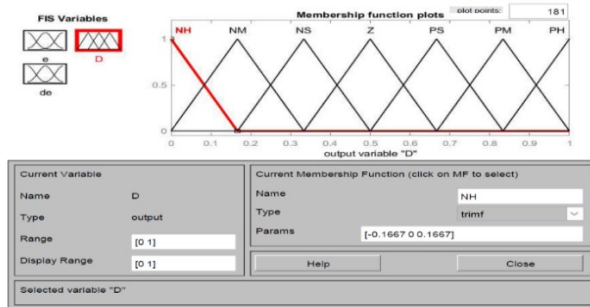 FIS Variables
Membership function plots
plot points:
181
e
D
de
NH
NM
NS
Z
PS
PM
PH
1
0.5
0
0
0.1
0.2
0.3
0.4
0.5
0.6
0.7
0.8
0.9
1
output variable "D"
Current Variable
Name
D
Type
output
Range
[0 1]
Display Range
[0 1]
Current Membership Function (click on MF to select)
Name
NH
Type
trimf
Params
[-0.1667 0 0.1667]
Help
Close
Selected variable "D"